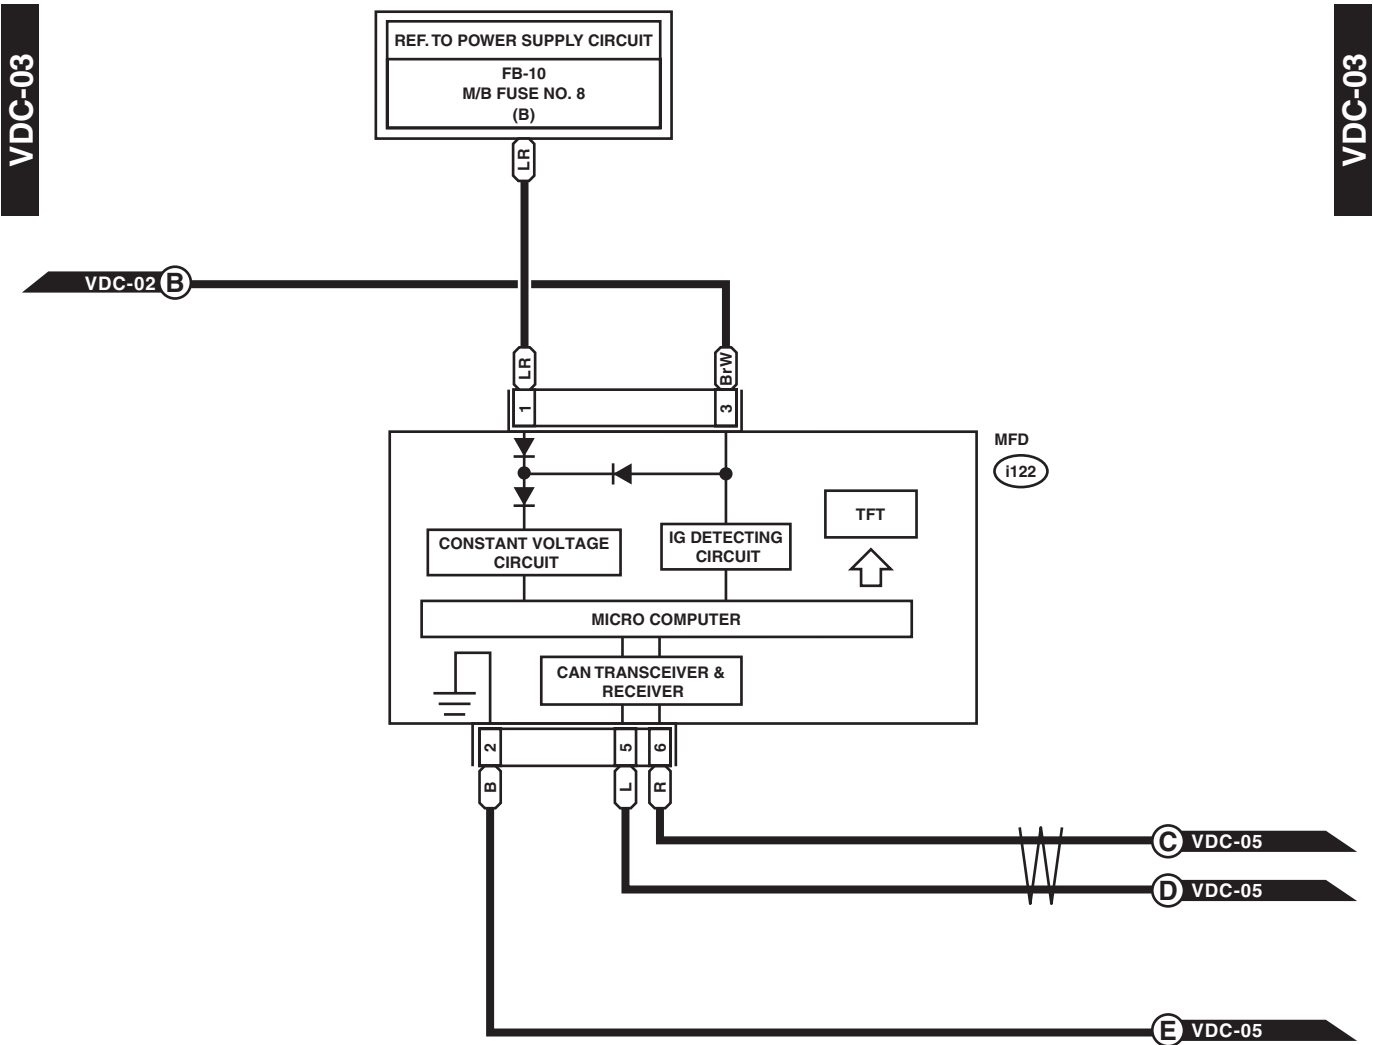 VDC-03
VDC-03
REF. TO POWER SUPPLY CIRCUIT
FB-10
M/B FUSE NO. 8
(B)
LR
VDC-02 B
LR
BrW
1
3
MFD
i122
TFT
CONSTANT VOLTAGE
CIRCUIT
IG DETECTING
CIRCUIT
MICRO COMPUTER
CAN TRANSCEIVER &
RECEIVER
2
5
6
B
L
R
C VDC-05
D VDC-05
E VDC-05